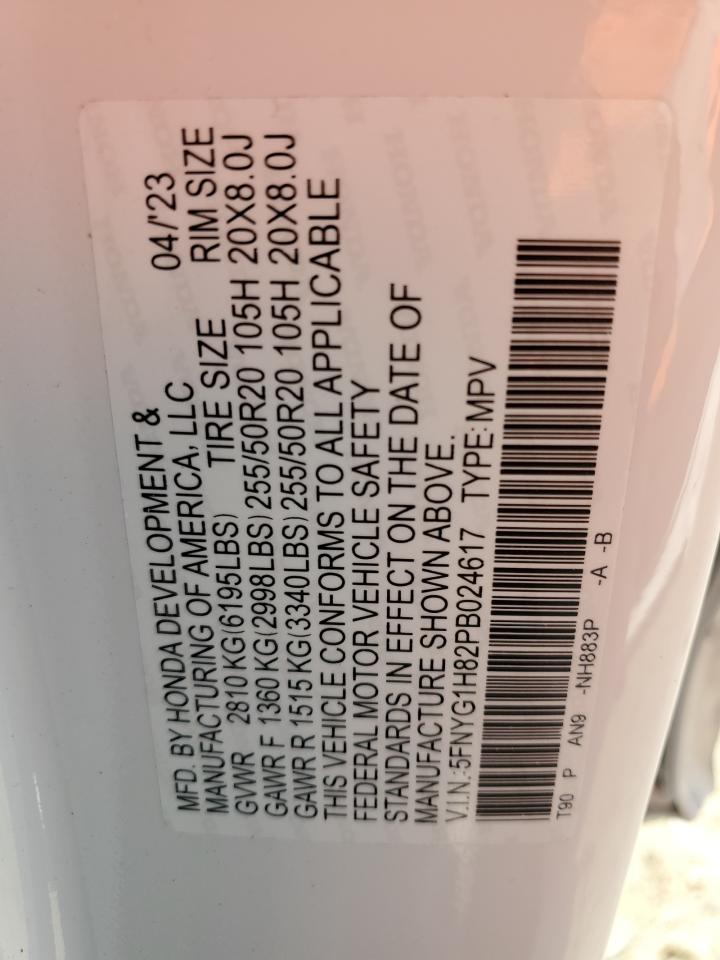 MFD. BY HONDA DEVELOPMENT & 04/'23
MANUFACTURING OF AMERICA, LLC
GVWR 2810 KG(6195LBS) TIRE SIZE RIM SIZE
GAWR F 1360 KG(2998LBS) 255/50R20 105H 20X8.0J
GAWR R 1515 KG(3340LBS) 255/50R20 105H 20X8.0J
THIS VEHICLE CONFORMS TO ALL APPLICABLE
FEDERAL MOTOR VEHICLE SAFETY
STANDARDS IN EFFECT ON THE DATE OF
MANUFACTURE SHOWN ABOVE.
V.I.N.:5FNYG1H82PB024617 TYPE: MPV
T90 P AN9 -NH883P -A -B
HONDA